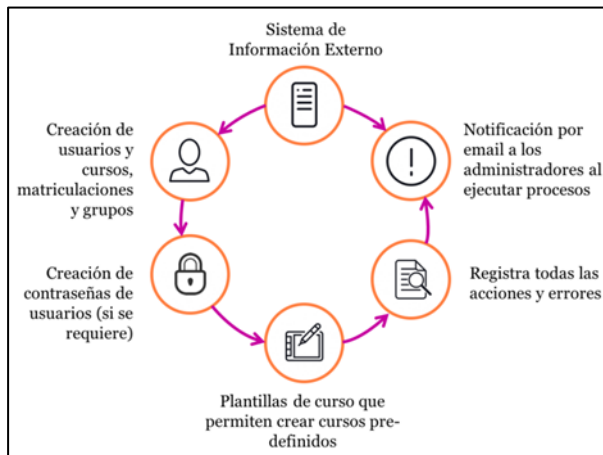 Sistema de
Información Externo
Creación de
usuarios y
cursos,
matriculaciones
y grupos
Notificación por
email a los
administradores al
ejecutar procesos
Creación de
contraseñas de
usuarios (si se
requiere)
Registra todas las
acciones y errores
Plantillas de curso que
permiten crear cursos pre-
definidos